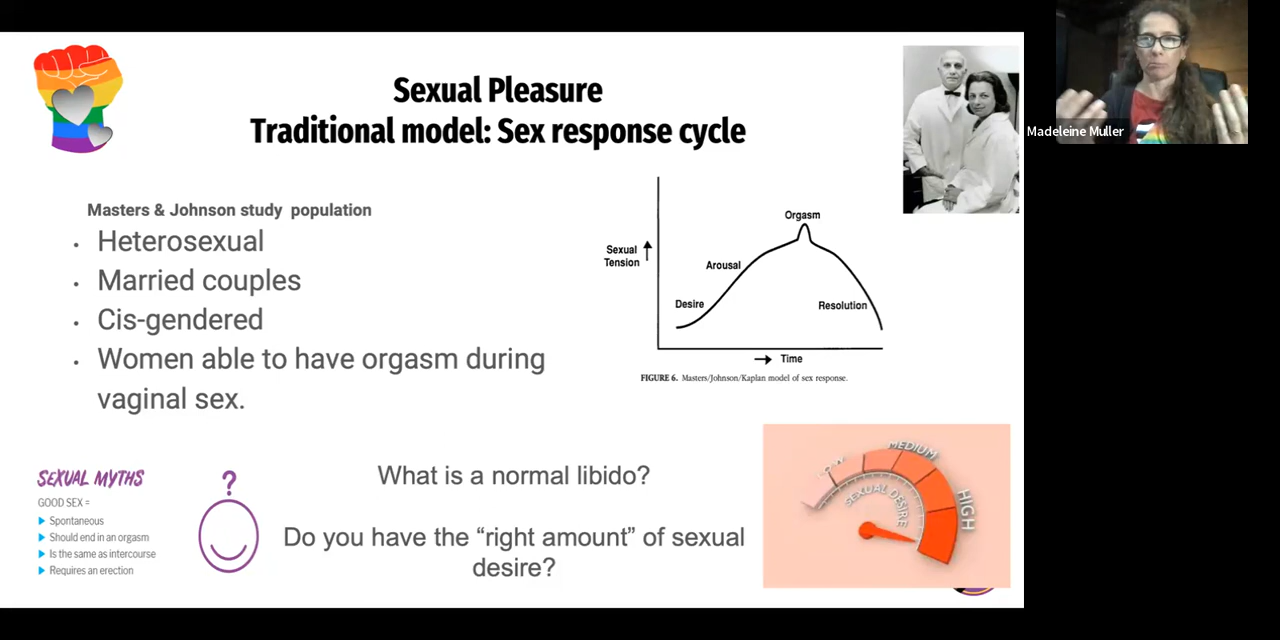 Sexual Pleasure
Traditional model: Sex response cycle
Madeleine Muller
Masters & Johnson study population
• Heterosexual
• Married couples
• Cis-gendered
• Women able to have orgasm during
vaginal sex.
Orgasm
Sexual
Tension
Arousal
Desire
Resolution
Time
FIGURE 6. Masters/Johnson/Kaplan model of sex response.
SEXUAL MYTHS
GOOD SEX =
Spontaneous
Should end in an orgasm
Is the same as intercourse
Requires an erection
?
What is a normal libido?
Do you have the “right amount” of sexual
desire?
MEDIUM
HIGH
SEXUAL DESIRE